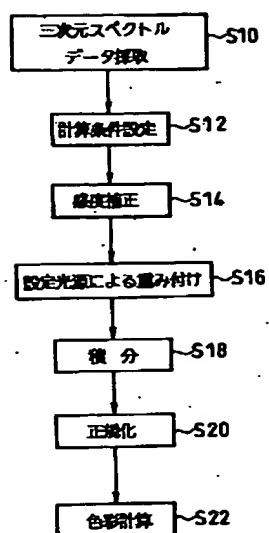 三次元スペクトル
データ採取
S10
計算条件設定
S12
感度補正
S14
設定光源による重み付け
S16
積 分
S18
正規化
S20
色彩計算
S22